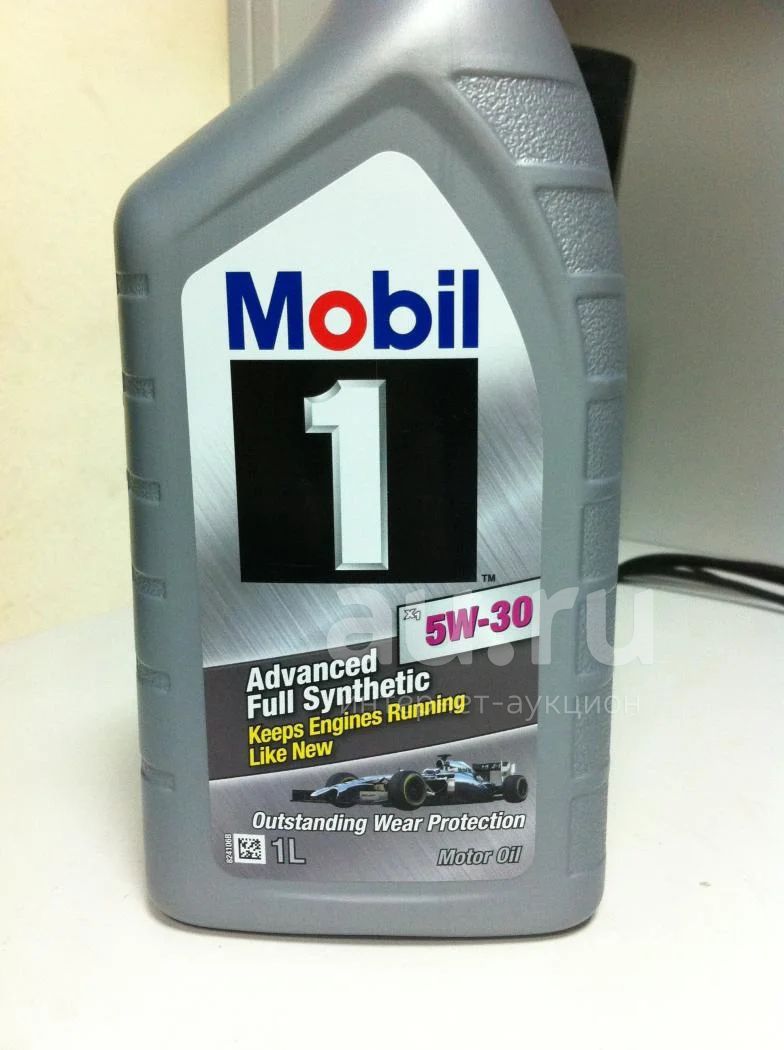 Mobil
1
TM
X1 5W-30
Advanced
Full Synthetic
Keeps Engines Running
Like New
Outstanding Wear Protection
824106B
1L
Motor Oil
au.ru
интернет-аукцион